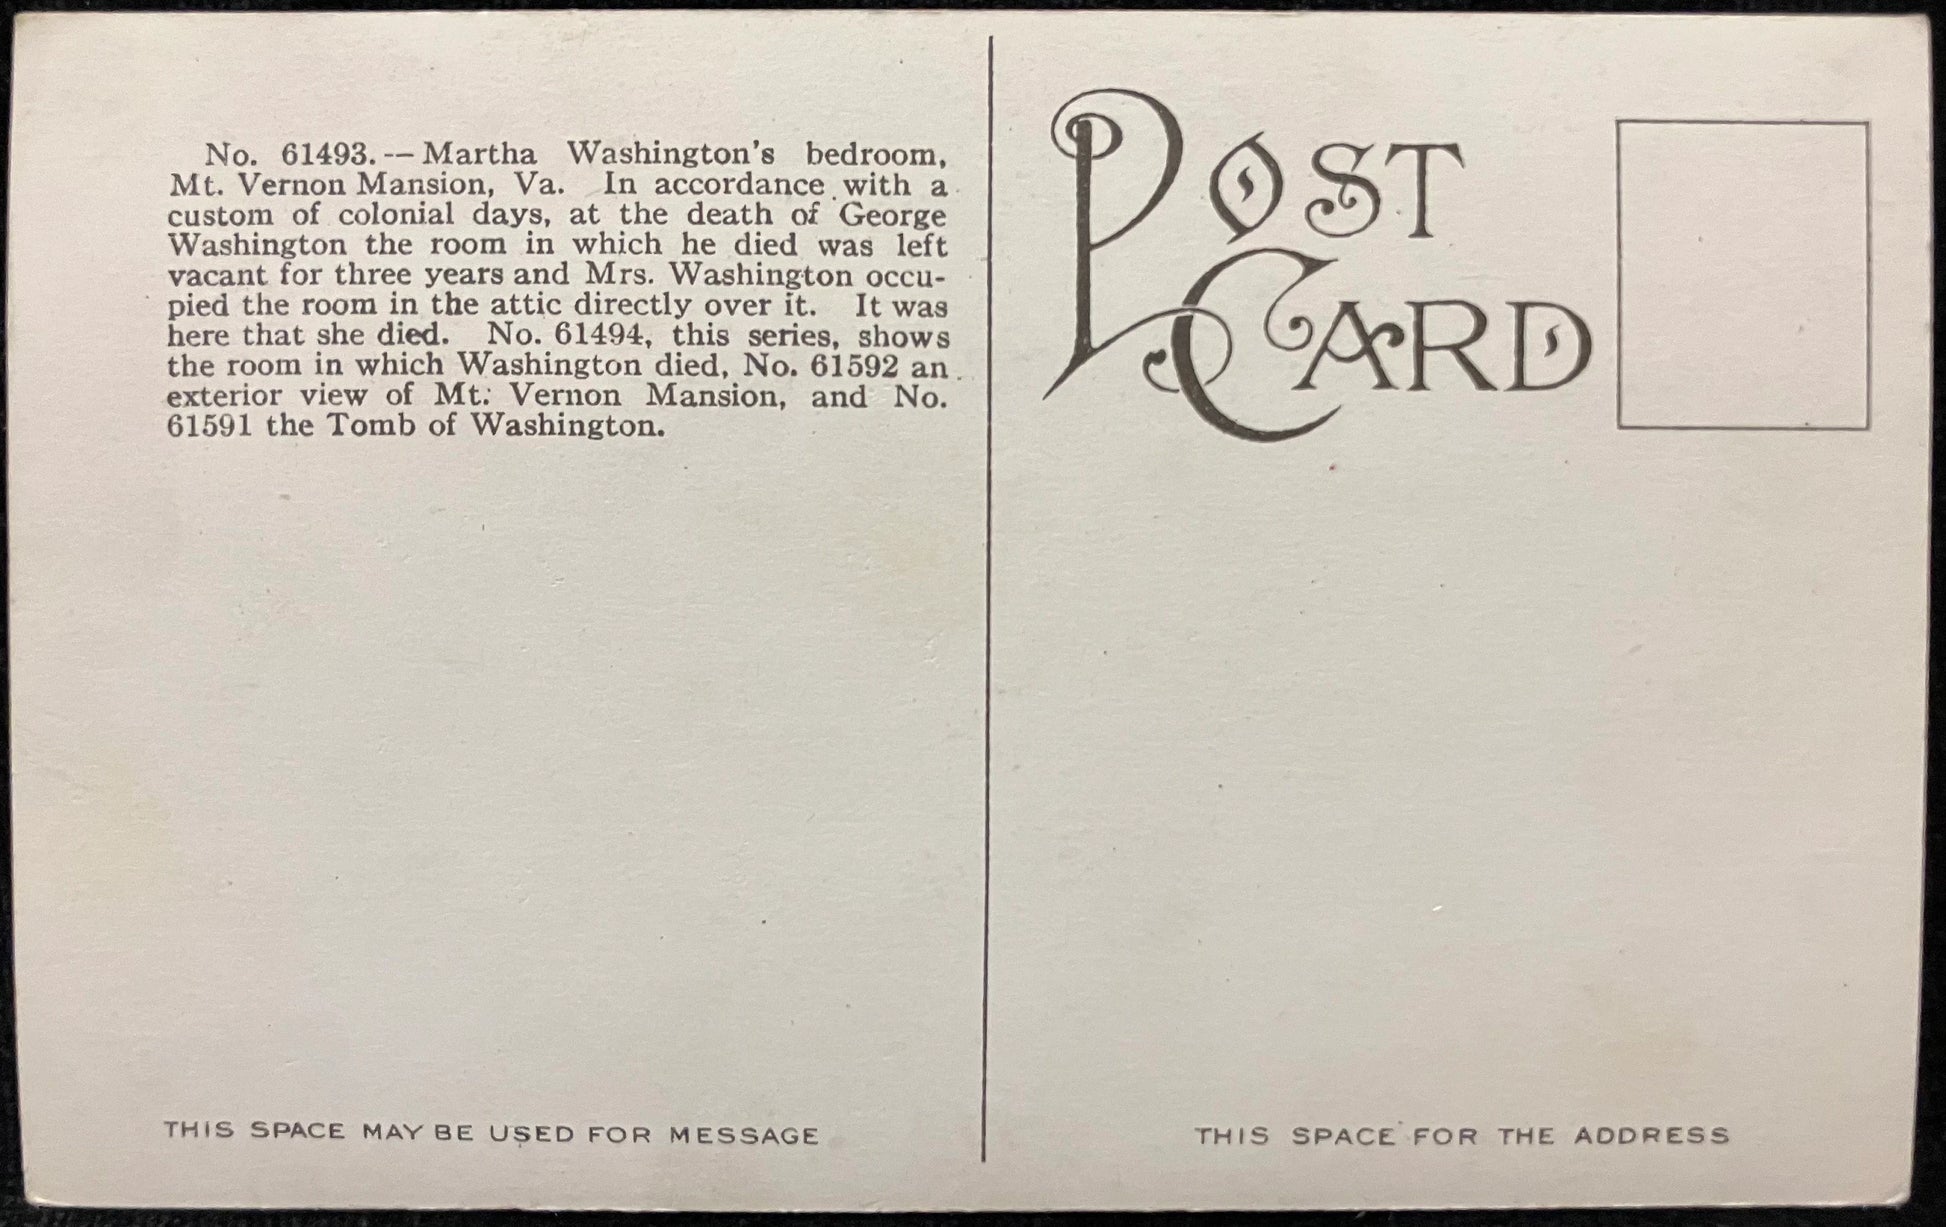 No. 61493. -- Martha Washington's bedroom,
Mt. Vernon Mansion, Va. In accordance with a
custom of colonial days, at the death of George
Washington the room in which he died was left
vacant for three years and Mrs. Washington occu-
pied the room in the attic directly over it. It was
here that she died. No. 61494, this series, shows
the room in which Washington died, No. 61592 an
exterior view of Mt. Vernon Mansion, and No.
61591 the Tomb of Washington.
THIS SPACE MAY BE USED FOR MESSAGE
POST
CARD
THIS SPACE FOR THE ADDRESS